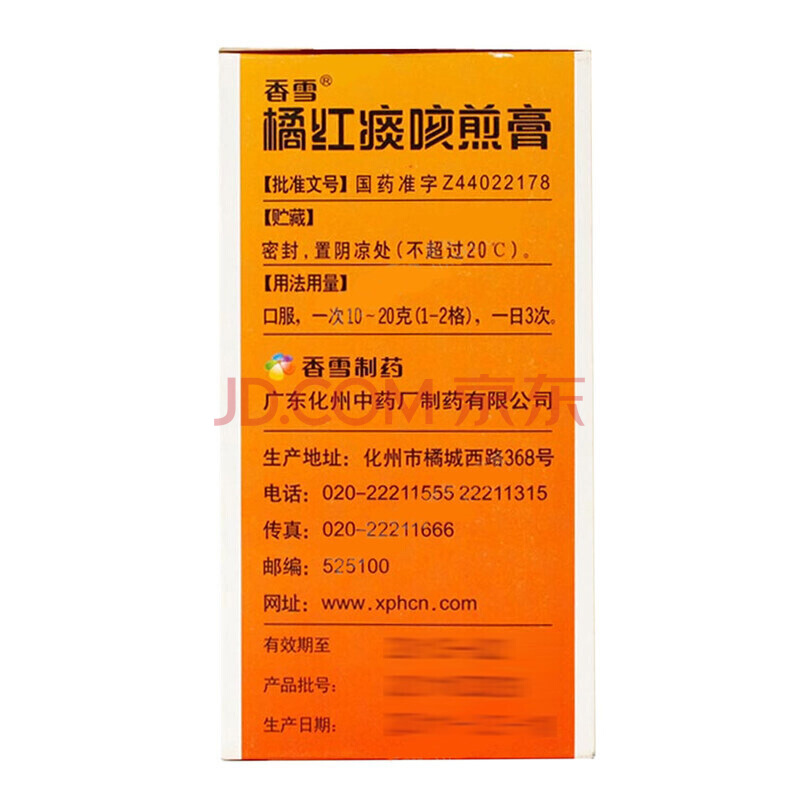 香雪®
橘红痰咳煎膏
【批准文号】国药准字Z44022178
【贮藏】
密封，置阴凉处(不超过20℃)。
【用法用量】
口服，一次10~20克(1-2格)，一日3次。
香雪制药
JD.COM 京东
广东化州中药厂制药有限公司
生产地址：化州市橘城西路368号
电话：020-22211555 22211315
传真：020-22211666
邮编：525100
网址：www.xphcn.com
有效期至
产品批号：
生产日期：